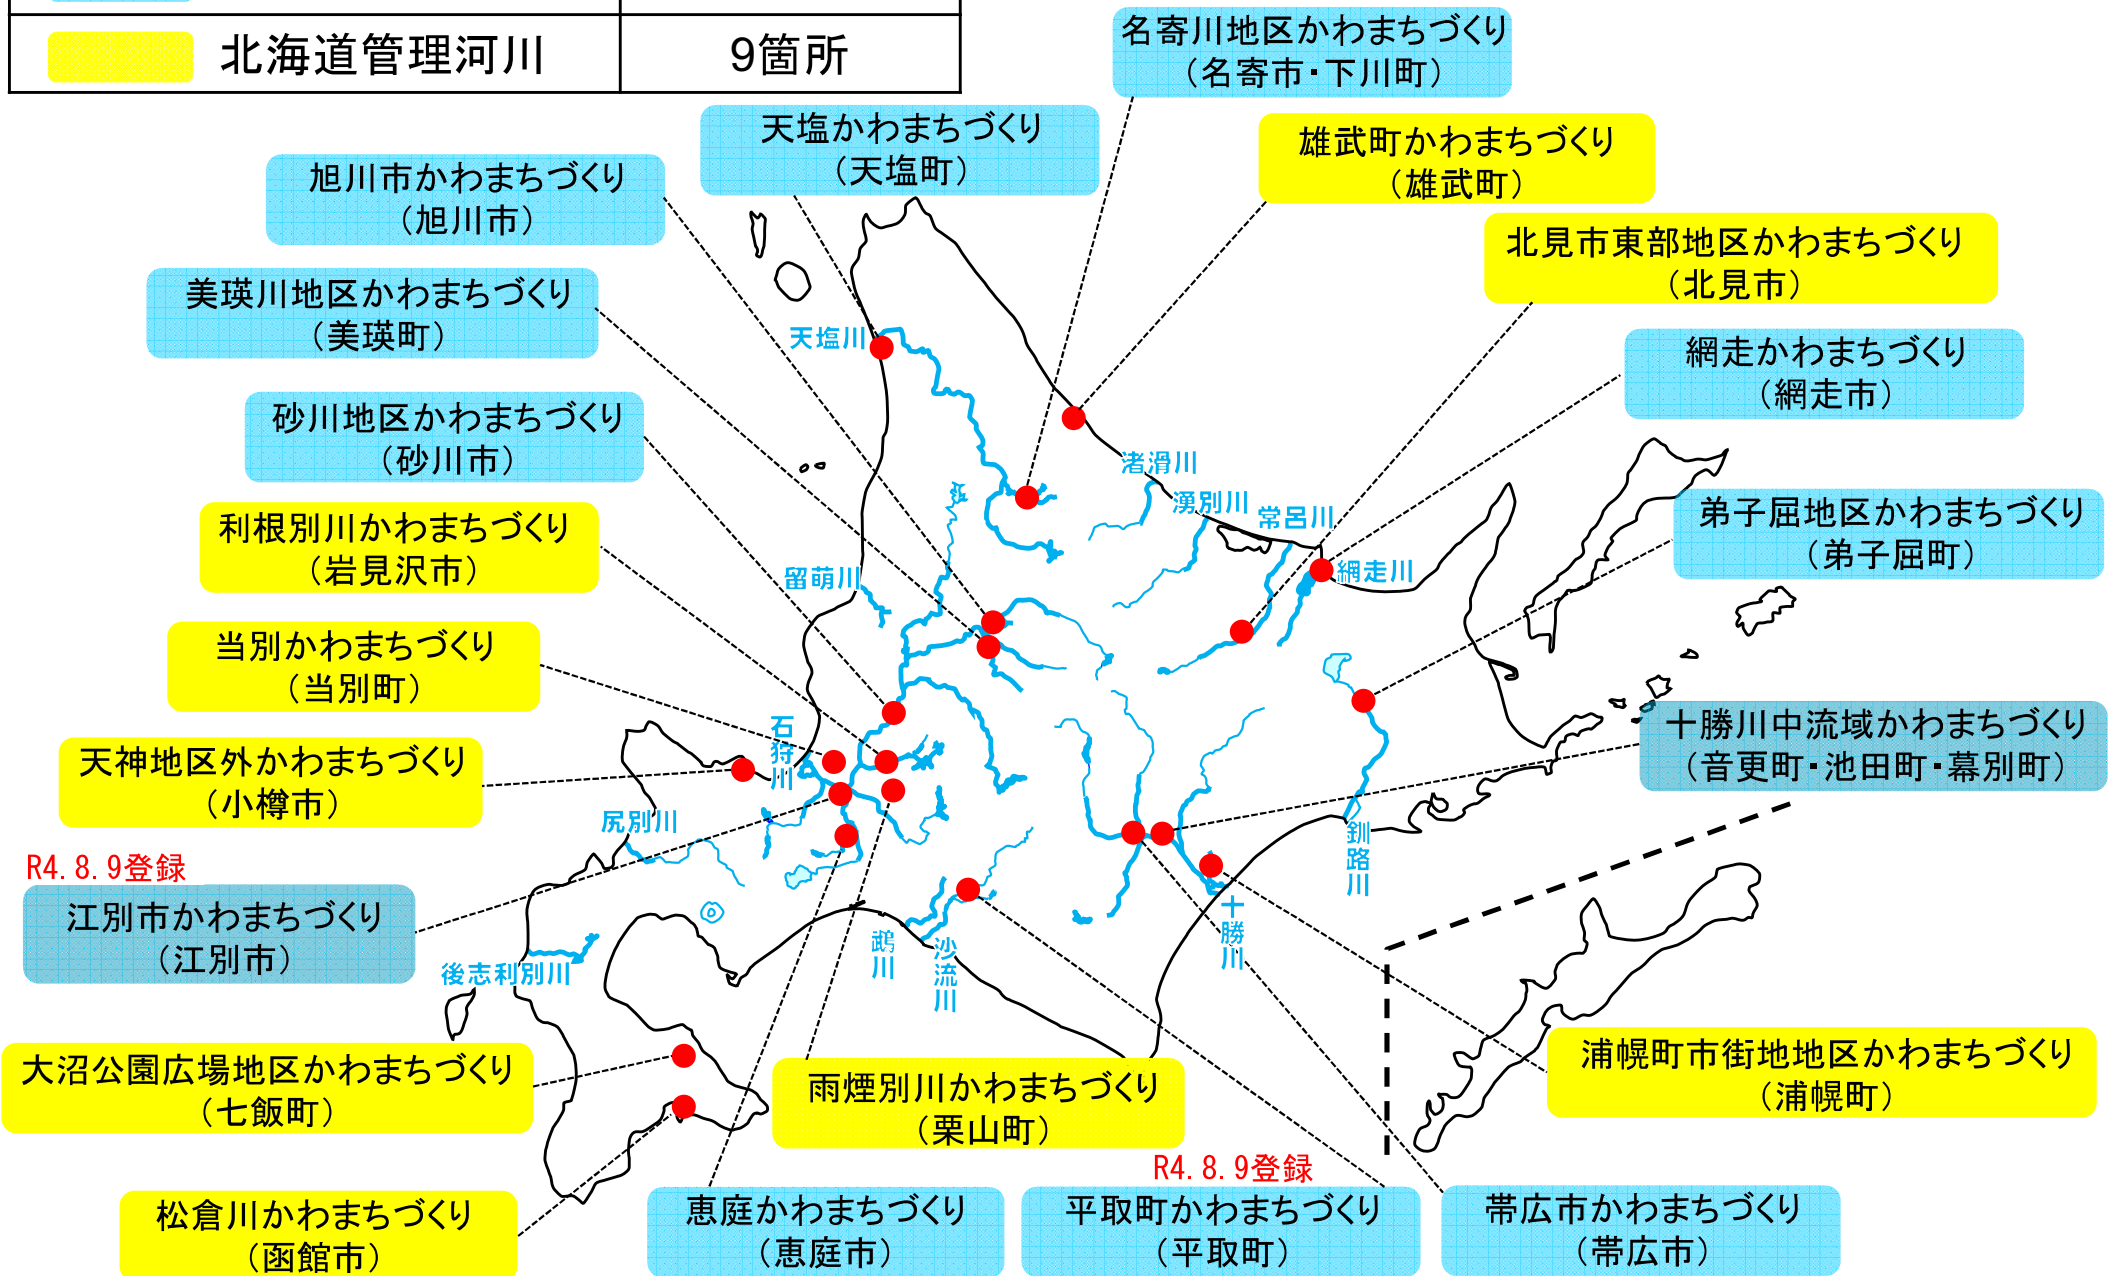 北海道管理河川 9箇所
名寄川地区かわまちづくり
（名寄市・下川町）
天塩かわまちづくり
（天塩町）
雄武町かわまちづくり
（雄武町）
旭川市かわまちづくり
（旭川市）
北見市東部地区かわまちづくり
（北見市）
美瑛川地区かわまちづくり
（美瑛町）
天塩川
網走かわまちづくり
（網走市）
砂川地区かわまちづくり
（砂川市）
渚滑川
湧別川
常呂川
弟子屈地区かわまちづくり
（弟子屈町）
利根別川かわまちづくり
（岩見沢市）
留萌川
網走川
当別かわまちづくり
（当別町）
石狩川
十勝川中流域かわまちづくり
（音更町・池田町・幕別町）
天神地区外かわまちづくり
（小樽市）
尻別川
釧路川
R4.8.9登録
江別市かわまちづくり
（江別市）
十勝川
鵡川
沙流川
後志利別川
大沼公園広場地区かわまちづくり
（七飯町）
雨煙別川かわまちづくり
（栗山町）
浦幌町市街地地区かわまちづくり
（浦幌町）
R4.8.9登録
松倉川かわまちづくり
（函館市）
恵庭かわまちづくり
（恵庭市）
平取町かわまちづくり
（平取町）
帯広市かわまちづくり
（帯広市）